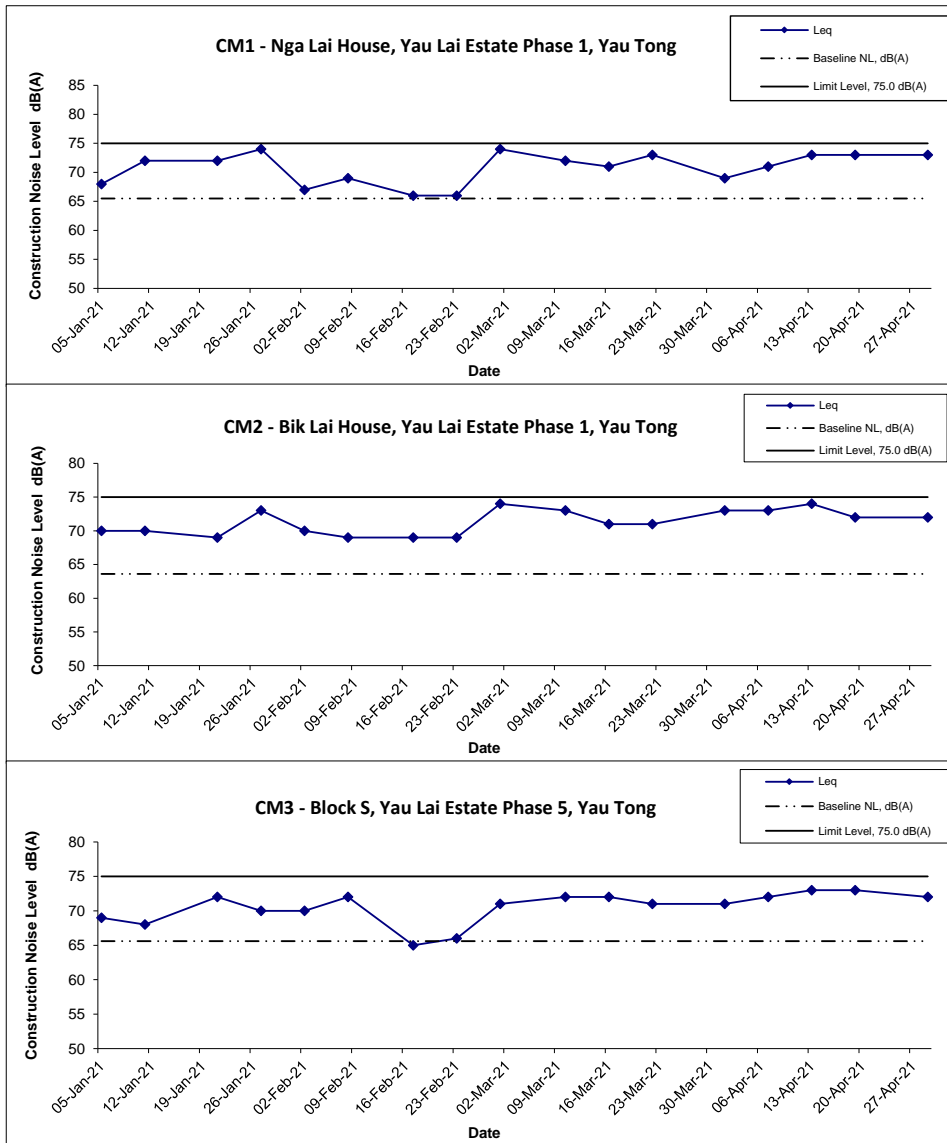 CM1 - Nga Lai House, Yau Lai Estate Phase 1, Yau Tong
Leq
Baseline NL, dB(A)
Limit Level, 75.0 dB(A)
Construction Noise Level dB(A)
85
80
75
70
65
60
55
50
05-Jan-21
12-Jan-21
19-Jan-21
26-Jan-21
02-Feb-21
09-Feb-21
16-Feb-21
23-Feb-21
02-Mar-21
09-Mar-21
16-Mar-21
23-Mar-21
30-Mar-21
06-Apr-21
13-Apr-21
20-Apr-21
27-Apr-21
Date
CM2 - Bik Lai House, Yau Lai Estate Phase 1, Yau Tong
Leq
Baseline NL, dB(A)
Limit Level, 75.0 dB(A)
Construction Noise Level dB(A)
80
75
70
65
60
55
50
05-Jan-21
12-Jan-21
19-Jan-21
26-Jan-21
02-Feb-21
09-Feb-21
16-Feb-21
23-Feb-21
02-Mar-21
09-Mar-21
16-Mar-21
23-Mar-21
30-Mar-21
06-Apr-21
13-Apr-21
20-Apr-21
27-Apr-21
Date
CM3 - Block S, Yau Lai Estate Phase 5, Yau Tong
Leq
Baseline NL, dB(A)
Limit Level, 75.0 dB(A)
Construction Noise Level dB(A)
80
75
70
65
60
55
50
05-Jan-21
12-Jan-21
19-Jan-21
26-Jan-21
02-Feb-21
09-Feb-21
16-Feb-21
23-Feb-21
02-Mar-21
09-Mar-21
16-Mar-21
23-Mar-21
30-Mar-21
06-Apr-21
13-Apr-21
20-Apr-21
27-Apr-21
Date